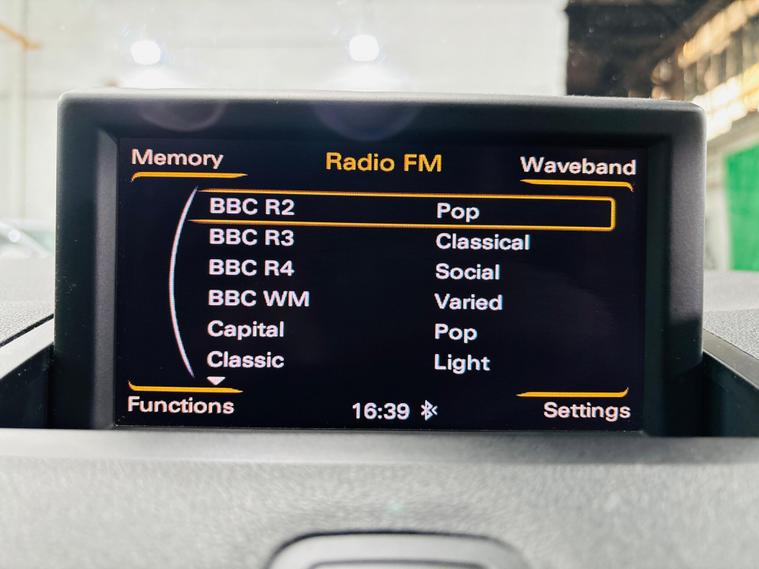 Memory Radio FM Waveband
BBC R2 Pop
BBC R3 Classical
BBC R4 Social
BBC WM Varied
Capital Pop
Classic Light
Functions 16:39 Settings